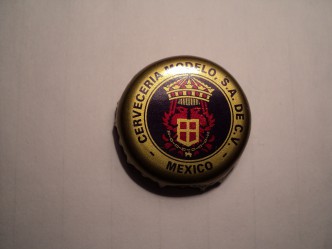 CERVECERIA MODELO, S.A. DE C.V
- MEXICO -